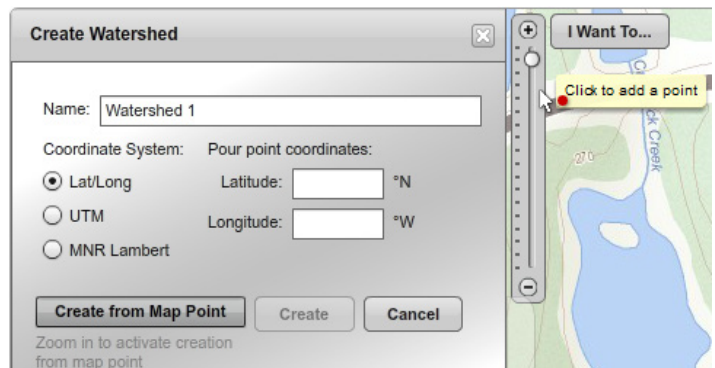 Create Watershed
I Want To...
Click to add a point
Name: Watershed 1
Coordinate System: Pour point coordinates:
Lat/Long Latitude: °N
UTM Longitude: °W
MNR Lambert
Create from Map Point Create Cancel
Zoom in to activate creation
from map point
270
Creek